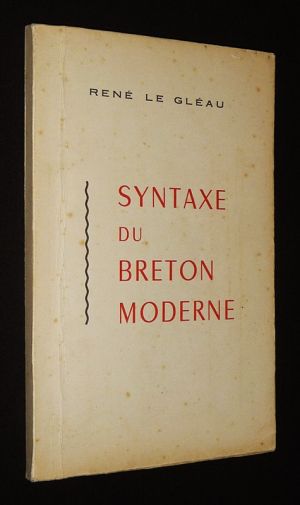 RENÉ LE GLÉAU
SYNTAXE
DU
BRETON
MODERNE